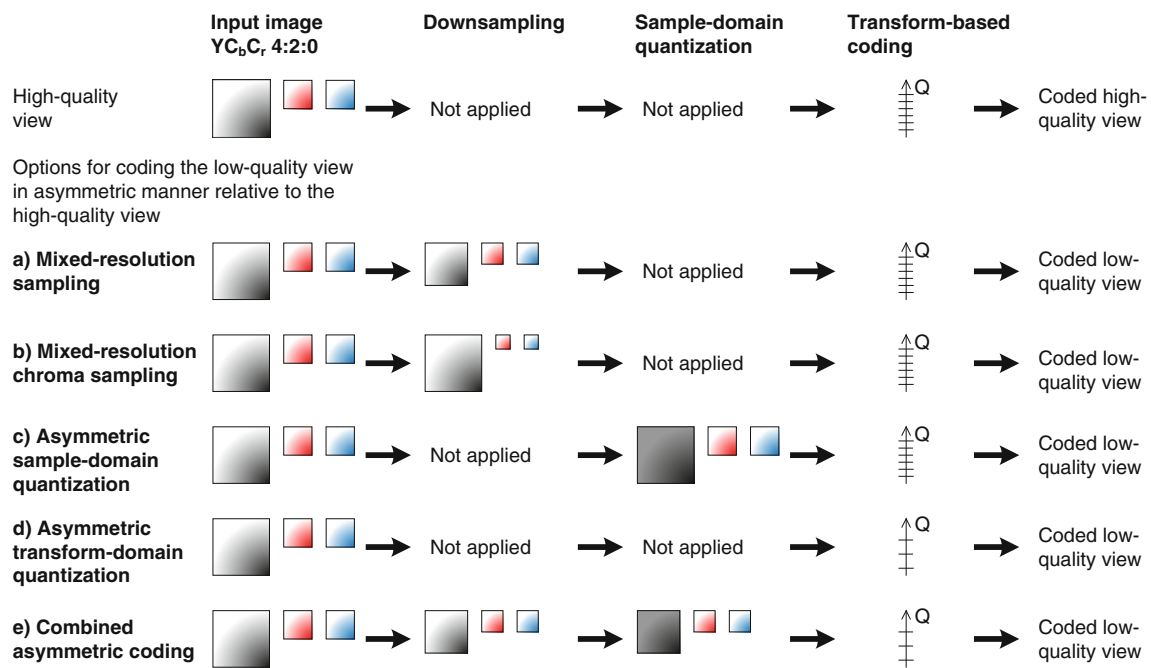 Input image
YCbCr 4:2:0
Downsampling
Sample-domain
quantization
Transform-based
coding
High-quality
view
Not applied
Not applied
Q
Coded high-
quality view
Options for coding the low-quality view
in asymmetric manner relative to the
high-quality view
a) Mixed-resolution
sampling
Not applied
Q
Coded low-
quality view
b) Mixed-resolution
chroma sampling
Not applied
Q
Coded low-
quality view
c) Asymmetric
sample-domain
quantization
Not applied
Q
Coded low-
quality view
d) Asymmetric
transform-domain
quantization
Not applied
Not applied
Q
Coded low-
quality view
e) Combined
asymmetric coding
Q
Coded low-
quality view